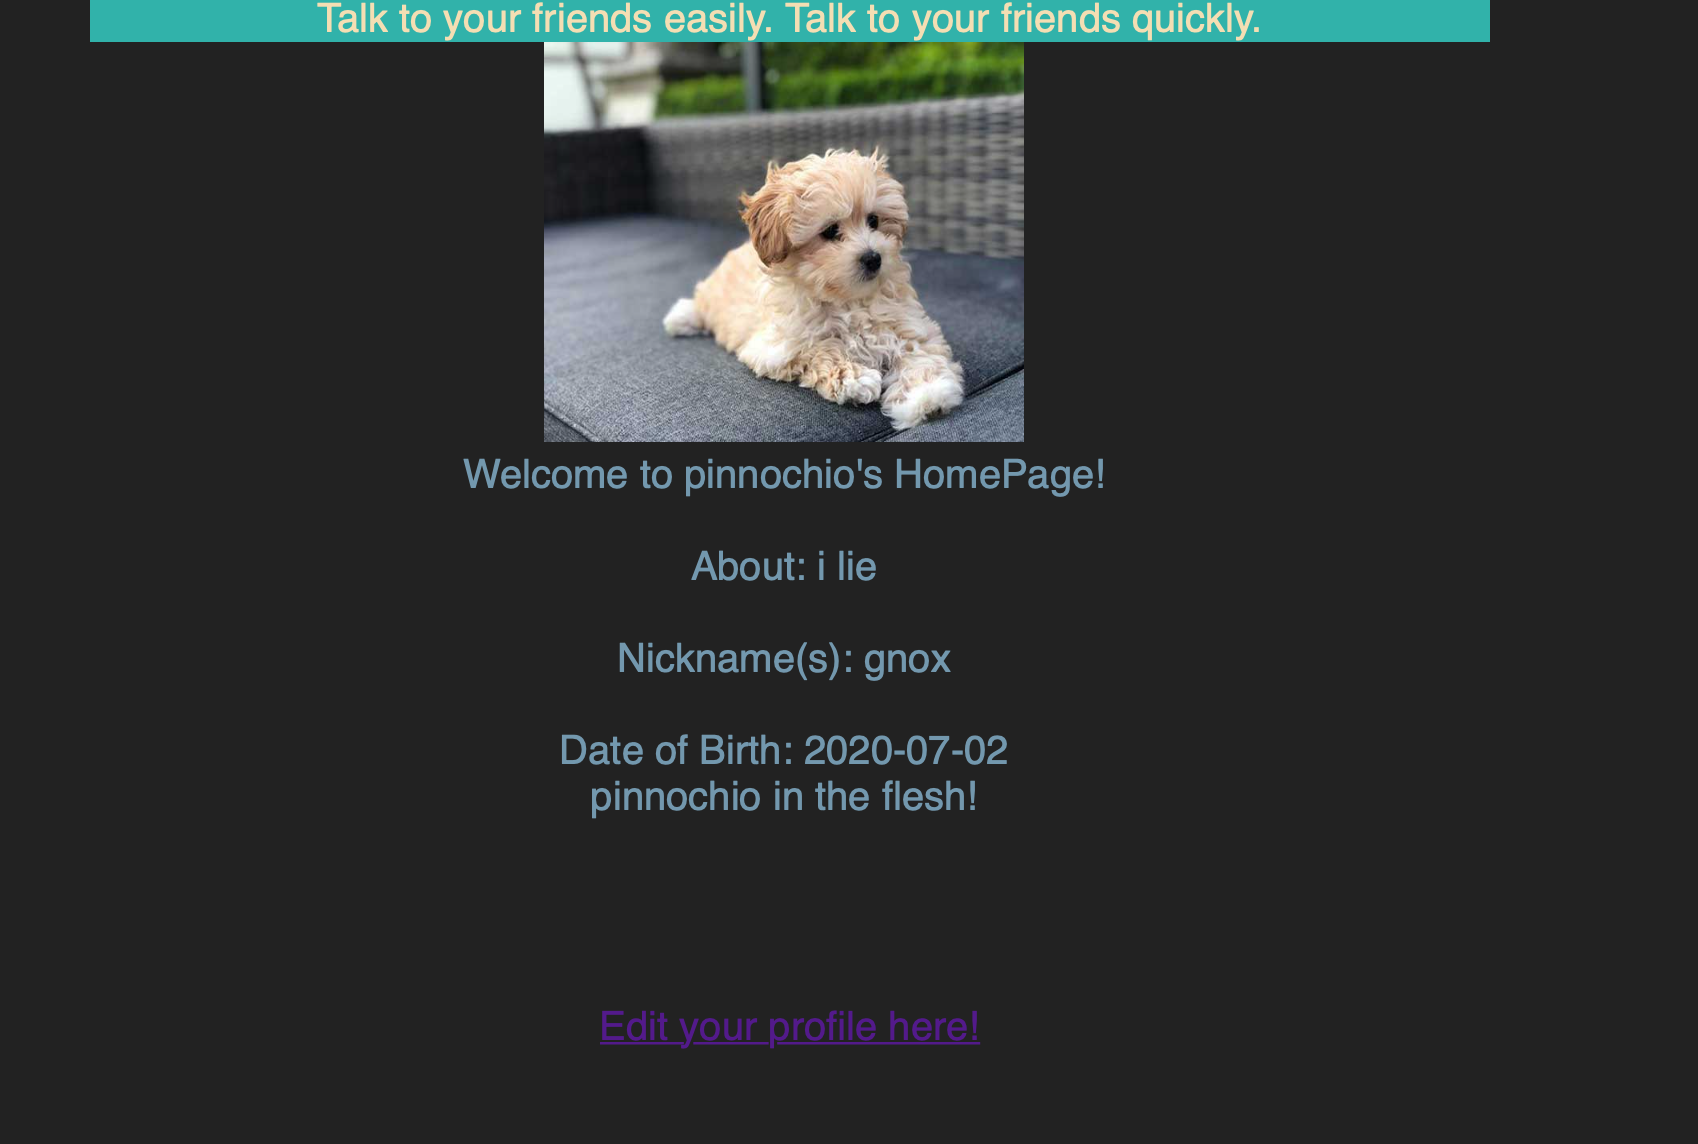 Talk to your friends easily. Talk to your friends quickly.
Welcome to pinnochio's HomePage!
About: i lie
Nickname(s): gnox
Date of Birth: 2020-07-02
pinnochio in the flesh!
Edit your profile here!